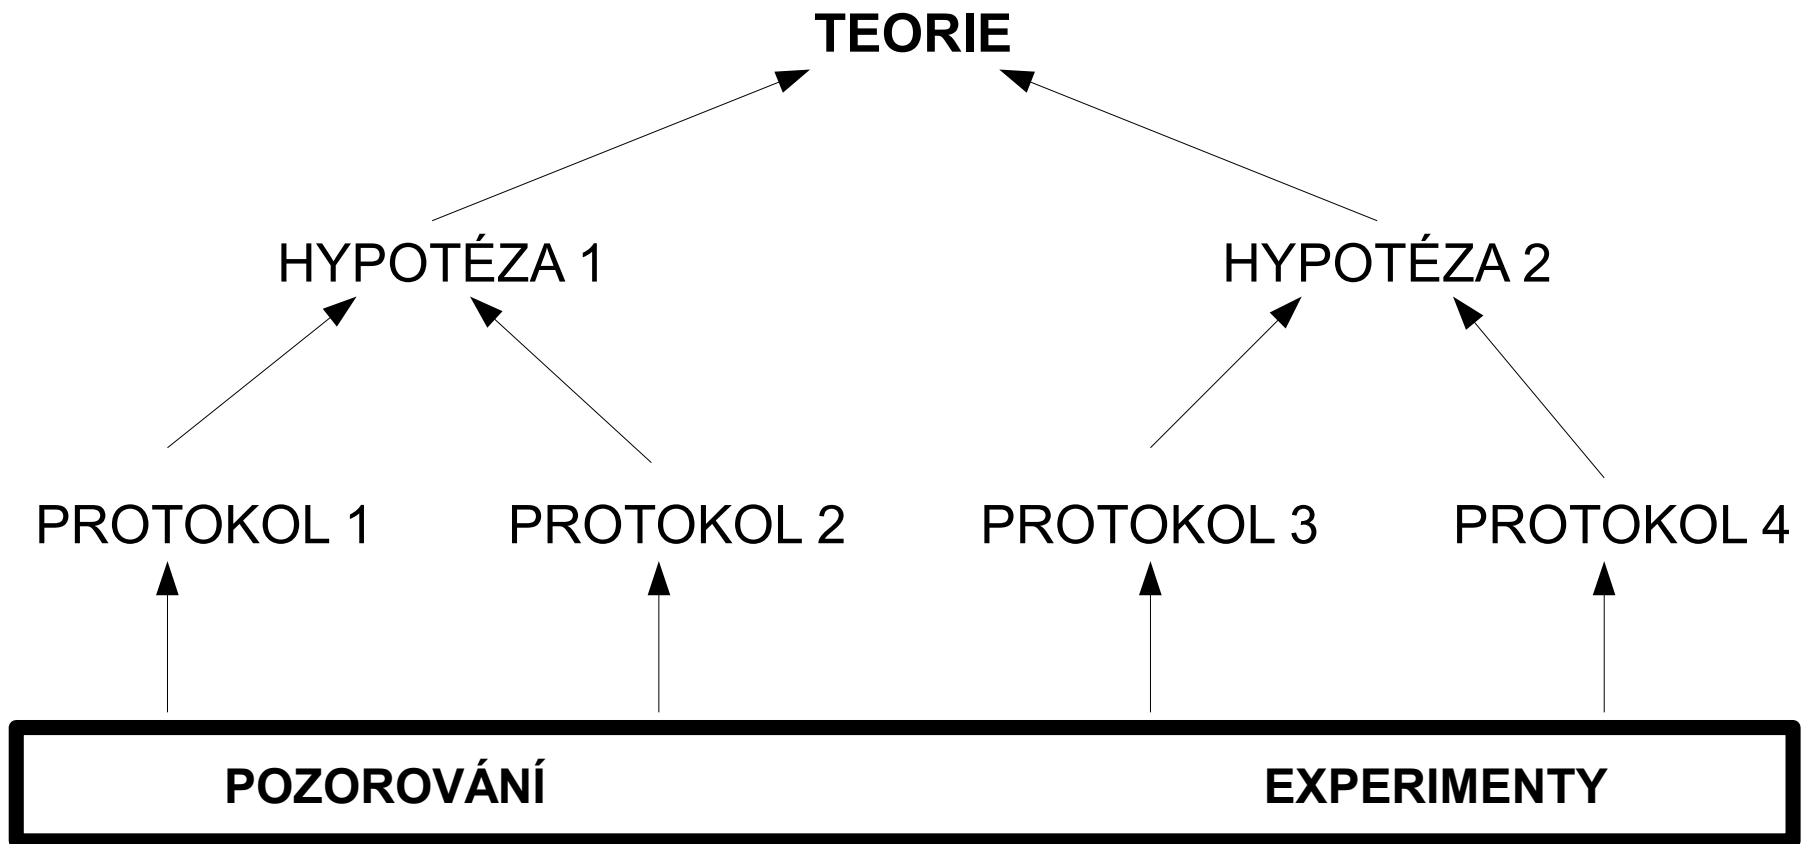 TEORIE
HYPOTÉZA 1
HYPOTÉZA 2
PROTOKOL 1
PROTOKOL 2
PROTOKOL 3
PROTOKOL 4
POZOROVÁNÍ
EXPERIMENTY